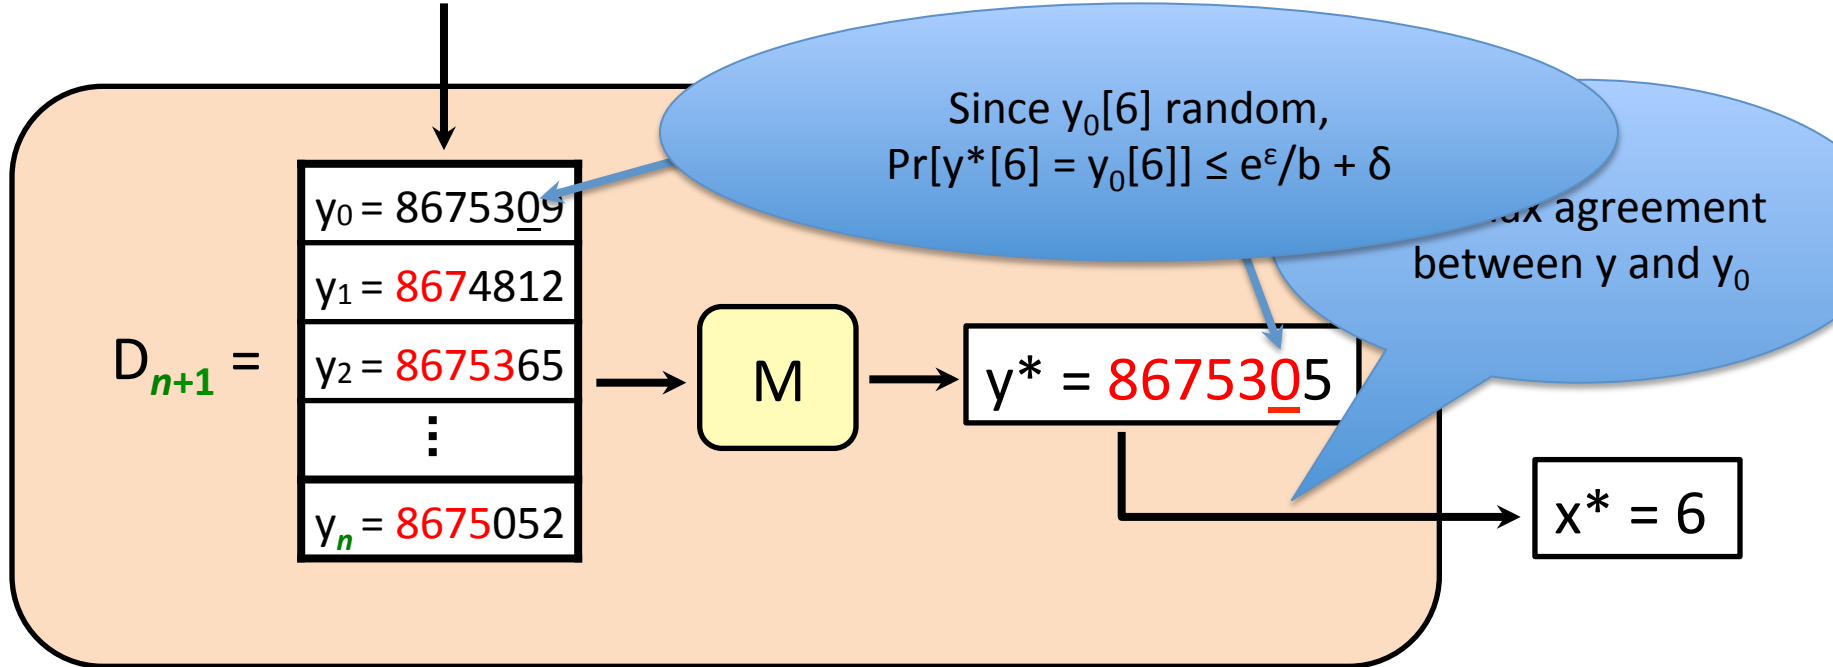 Since y₀[6] random,
Pr[y*[6] = y₀[6]] ≤ e^ε/b + δ
agreement
between y and y₀
y₀ = 8675309
y₁ = 8674812
y₂ = 8675365
⋮
yₙ = 8675052
Dₙ₊₁ =
M
y* = 8675305
x* = 6